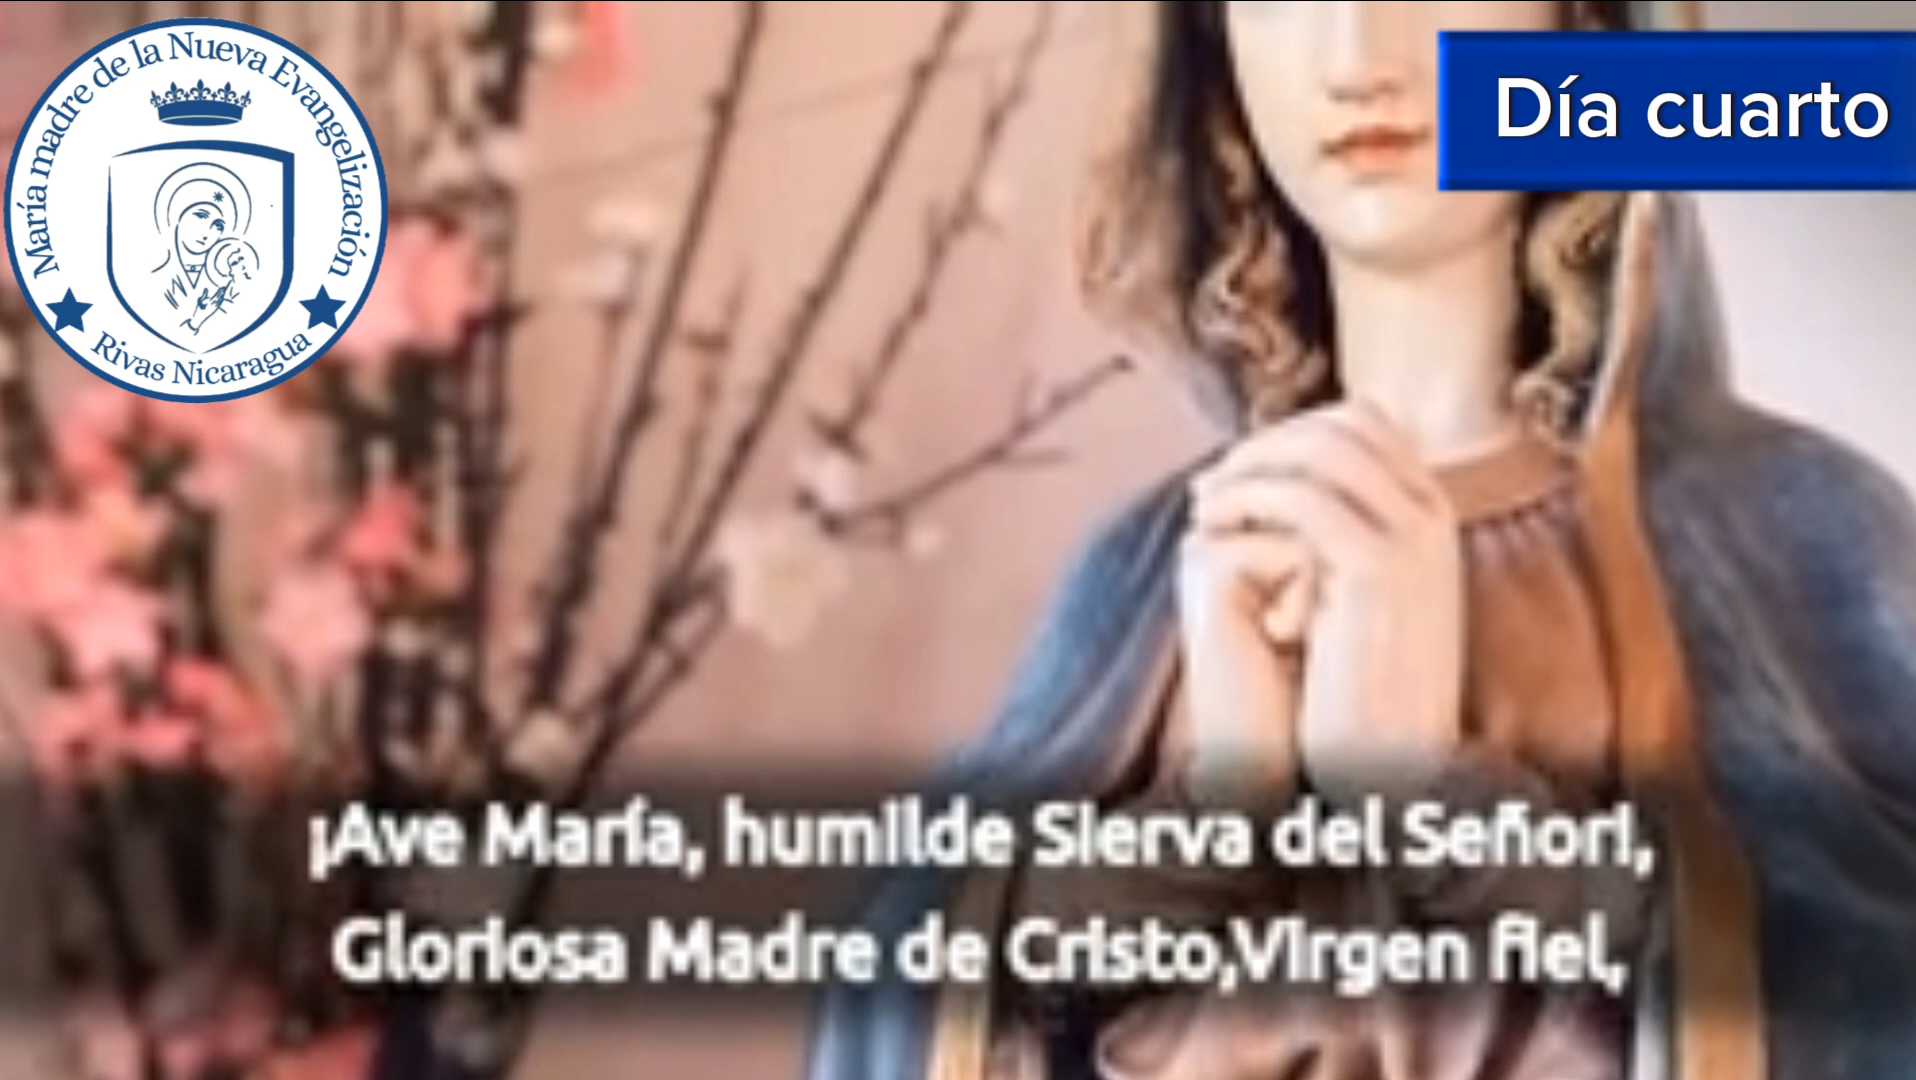 María madre de la Nueva Evangelización
Rivas Nicaragua
Día cuarto
¡Ave María, humilde Sierva del Señor!,
Gloriosa Madre de Cristo,Virgen fiel,